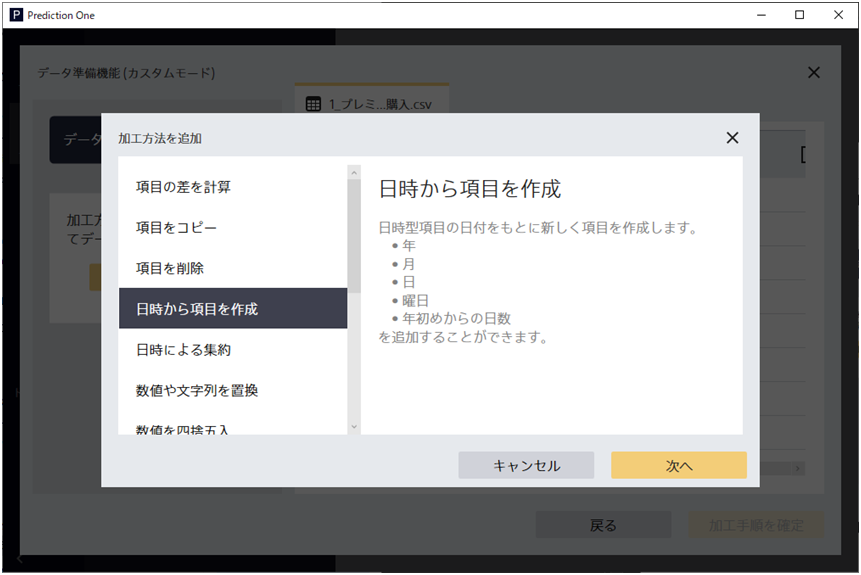 Prediction One
データ準備機能 (カスタムモード)
1_プレミ...購入.csv
データ
加工方
てデー
加工方法を追加
項目の差を計算
項目をコピー
項目を削除
日時から項目を作成
日時による集約
数値や文字列を置換
数値を四捨五入
日時から項目を作成
日時型項目の日付をもとに新しく項目を作成します。
• 年
• 月
• 日
• 曜日
• 年初めからの日数
を追加することができます。
キャンセル
次へ
戻る
加工手順を確定